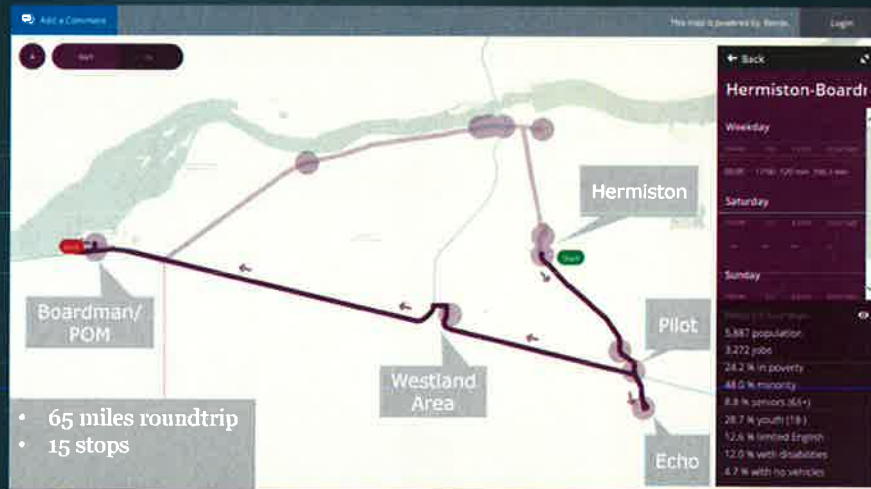 Add a Comment
This map is powered by Remix.
Login
Start
Back
Hermiston-Boardn
Weekday
Saturday
Sunday
Hermiston
Start
Boardman/
POM
Westland
Area
Pilot
Echo
• 65 miles roundtrip
• 15 stops
5,887 population
3,272 jobs
24.2 % in poverty
48.0 % minority
8.8 % seniors (65+)
28.7 % youth (18-)
12.6 % limited English
12.0 % with disabilities
4.7 % with no vehicles